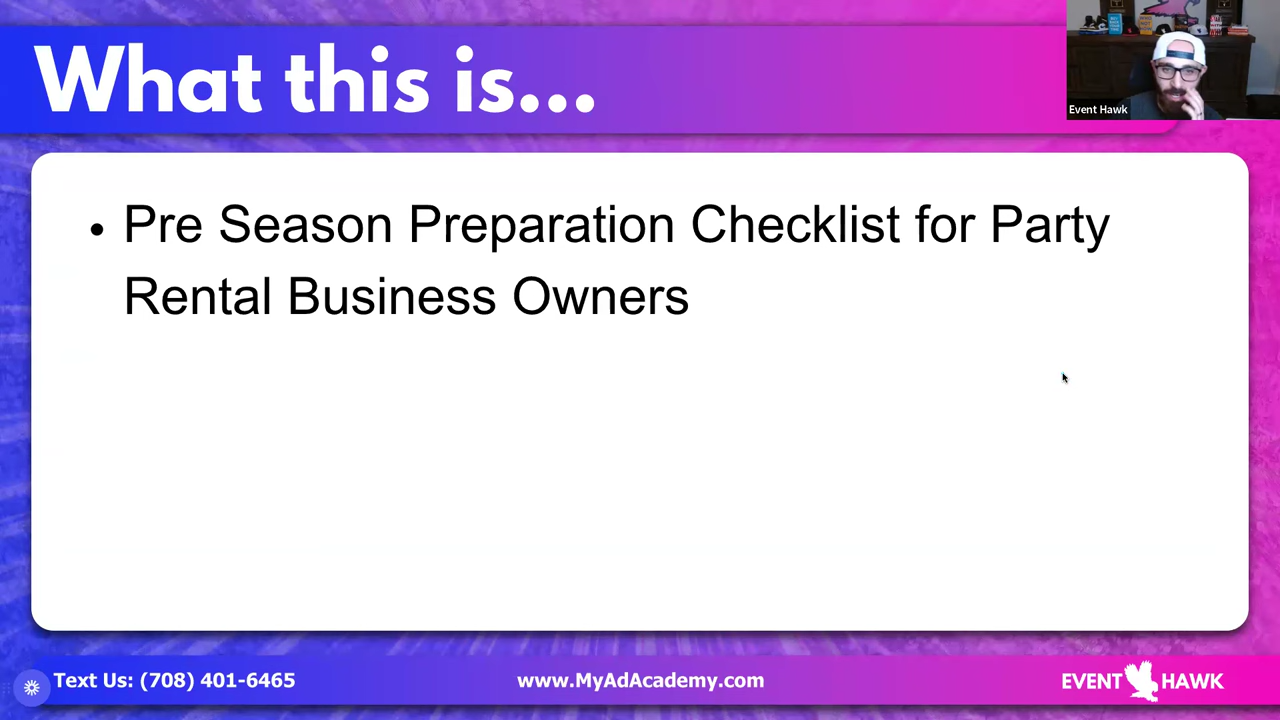 What this is...
Event Hawk
• Pre Season Preparation Checklist for Party
Rental Business Owners
Text Us: (708) 401-6465
www.MyAdAcademy.com
EVENT HAWK